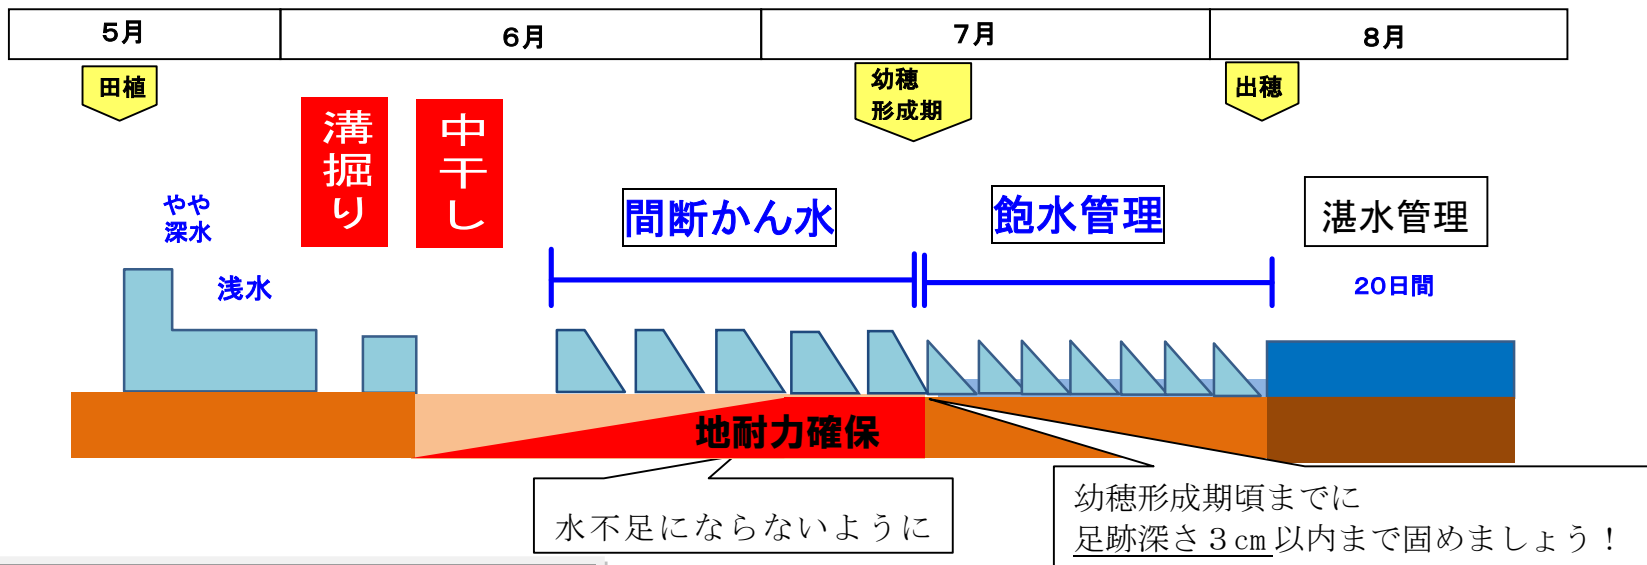 5月
6月
7月
8月
田植
幼穂
形成期
出穂
溝掘り
中干し
やや
深水
浅水
間断かん水
飽水管理
湛水管理
20日間
地耐力確保
水不足にならないように
幼穂形成期頃までに
足跡深さ3cm以内まで固めましょう!